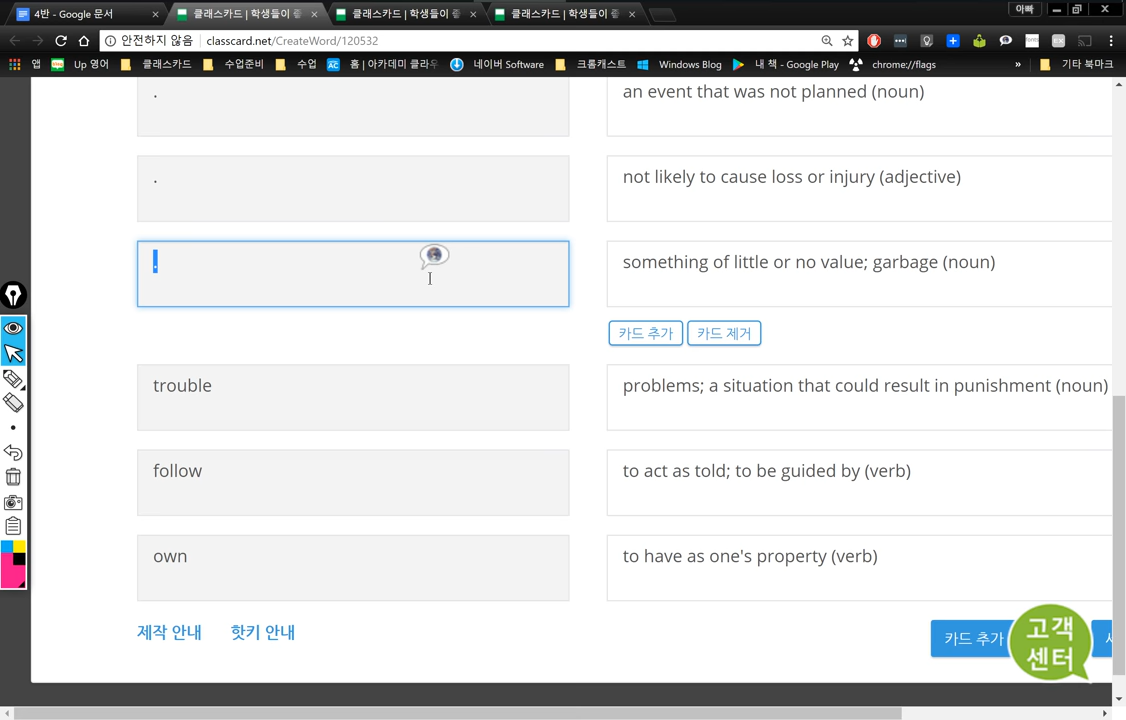 4반 - Google 문서
클래스카드 | 학생들이 클
클래스카드 | 학생들이 클
클래스카드 | 학생들이 클
아빠
안전하지 않음
classcard.net/CreateWord/120532
앱
Up 영어
클래스카드
수업준비
수업
홈 | 아카데미 클라우
네이버 Software
크롬캐스트
Windows Blog
내 책 - Google Play
chrome://flags
»
기타 북마크
.
an event that was not planned (noun)
.
not likely to cause loss or injury (adjective)
.
something of little or no value; garbage (noun)
카드 추가
카드 제거
trouble
problems; a situation that could result in punishment (noun)
follow
to act as told; to be guided by (verb)
own
to have as one's property (verb)
제작 안내
핫키 안내
카드 추가
고객
센터